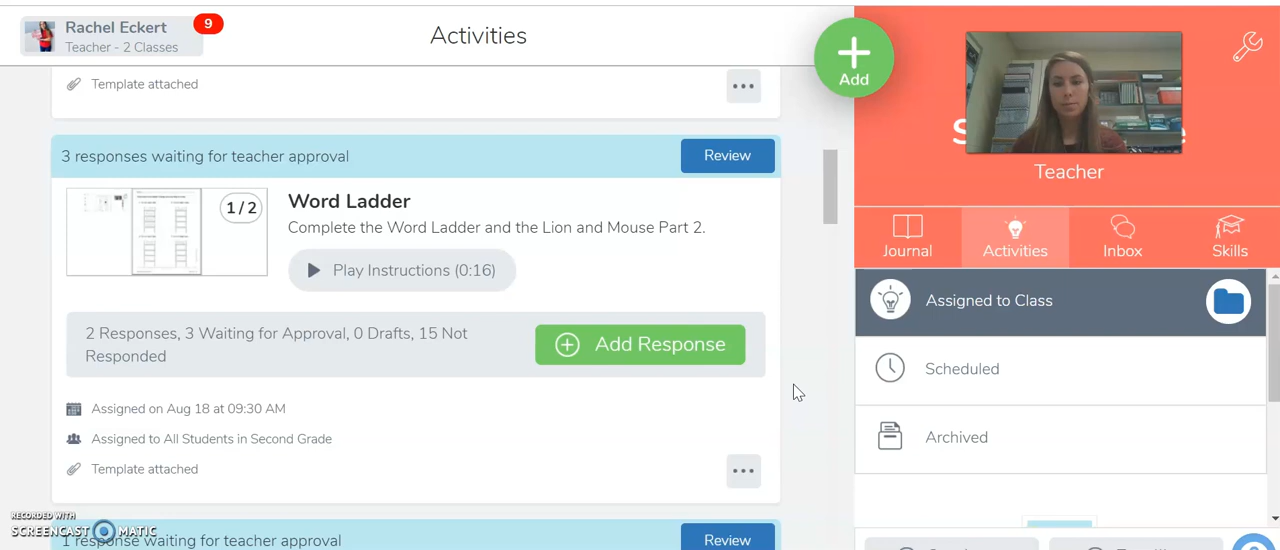 Rachel Eckert
9
Teacher - 2 Classes
Activities
Add
Teacher
Template attached
3 responses waiting for teacher approval
Review
1 / 2
Word Ladder
Complete the Word Ladder and the Lion and Mouse Part 2.
Play Instructions (0:16)
2 Responses, 3 Waiting for Approval, 0 Drafts, 15 Not
Responded
Add Response
Assigned on Aug 18 at 09:30 AM
Assigned to All Students in Second Grade
Template attached
1 response waiting for teacher approval
Review
Journal
Activities
Inbox
Skills
Assigned to Class
Scheduled
Archived
RECORDED WITH
SCREENCAST MATIC